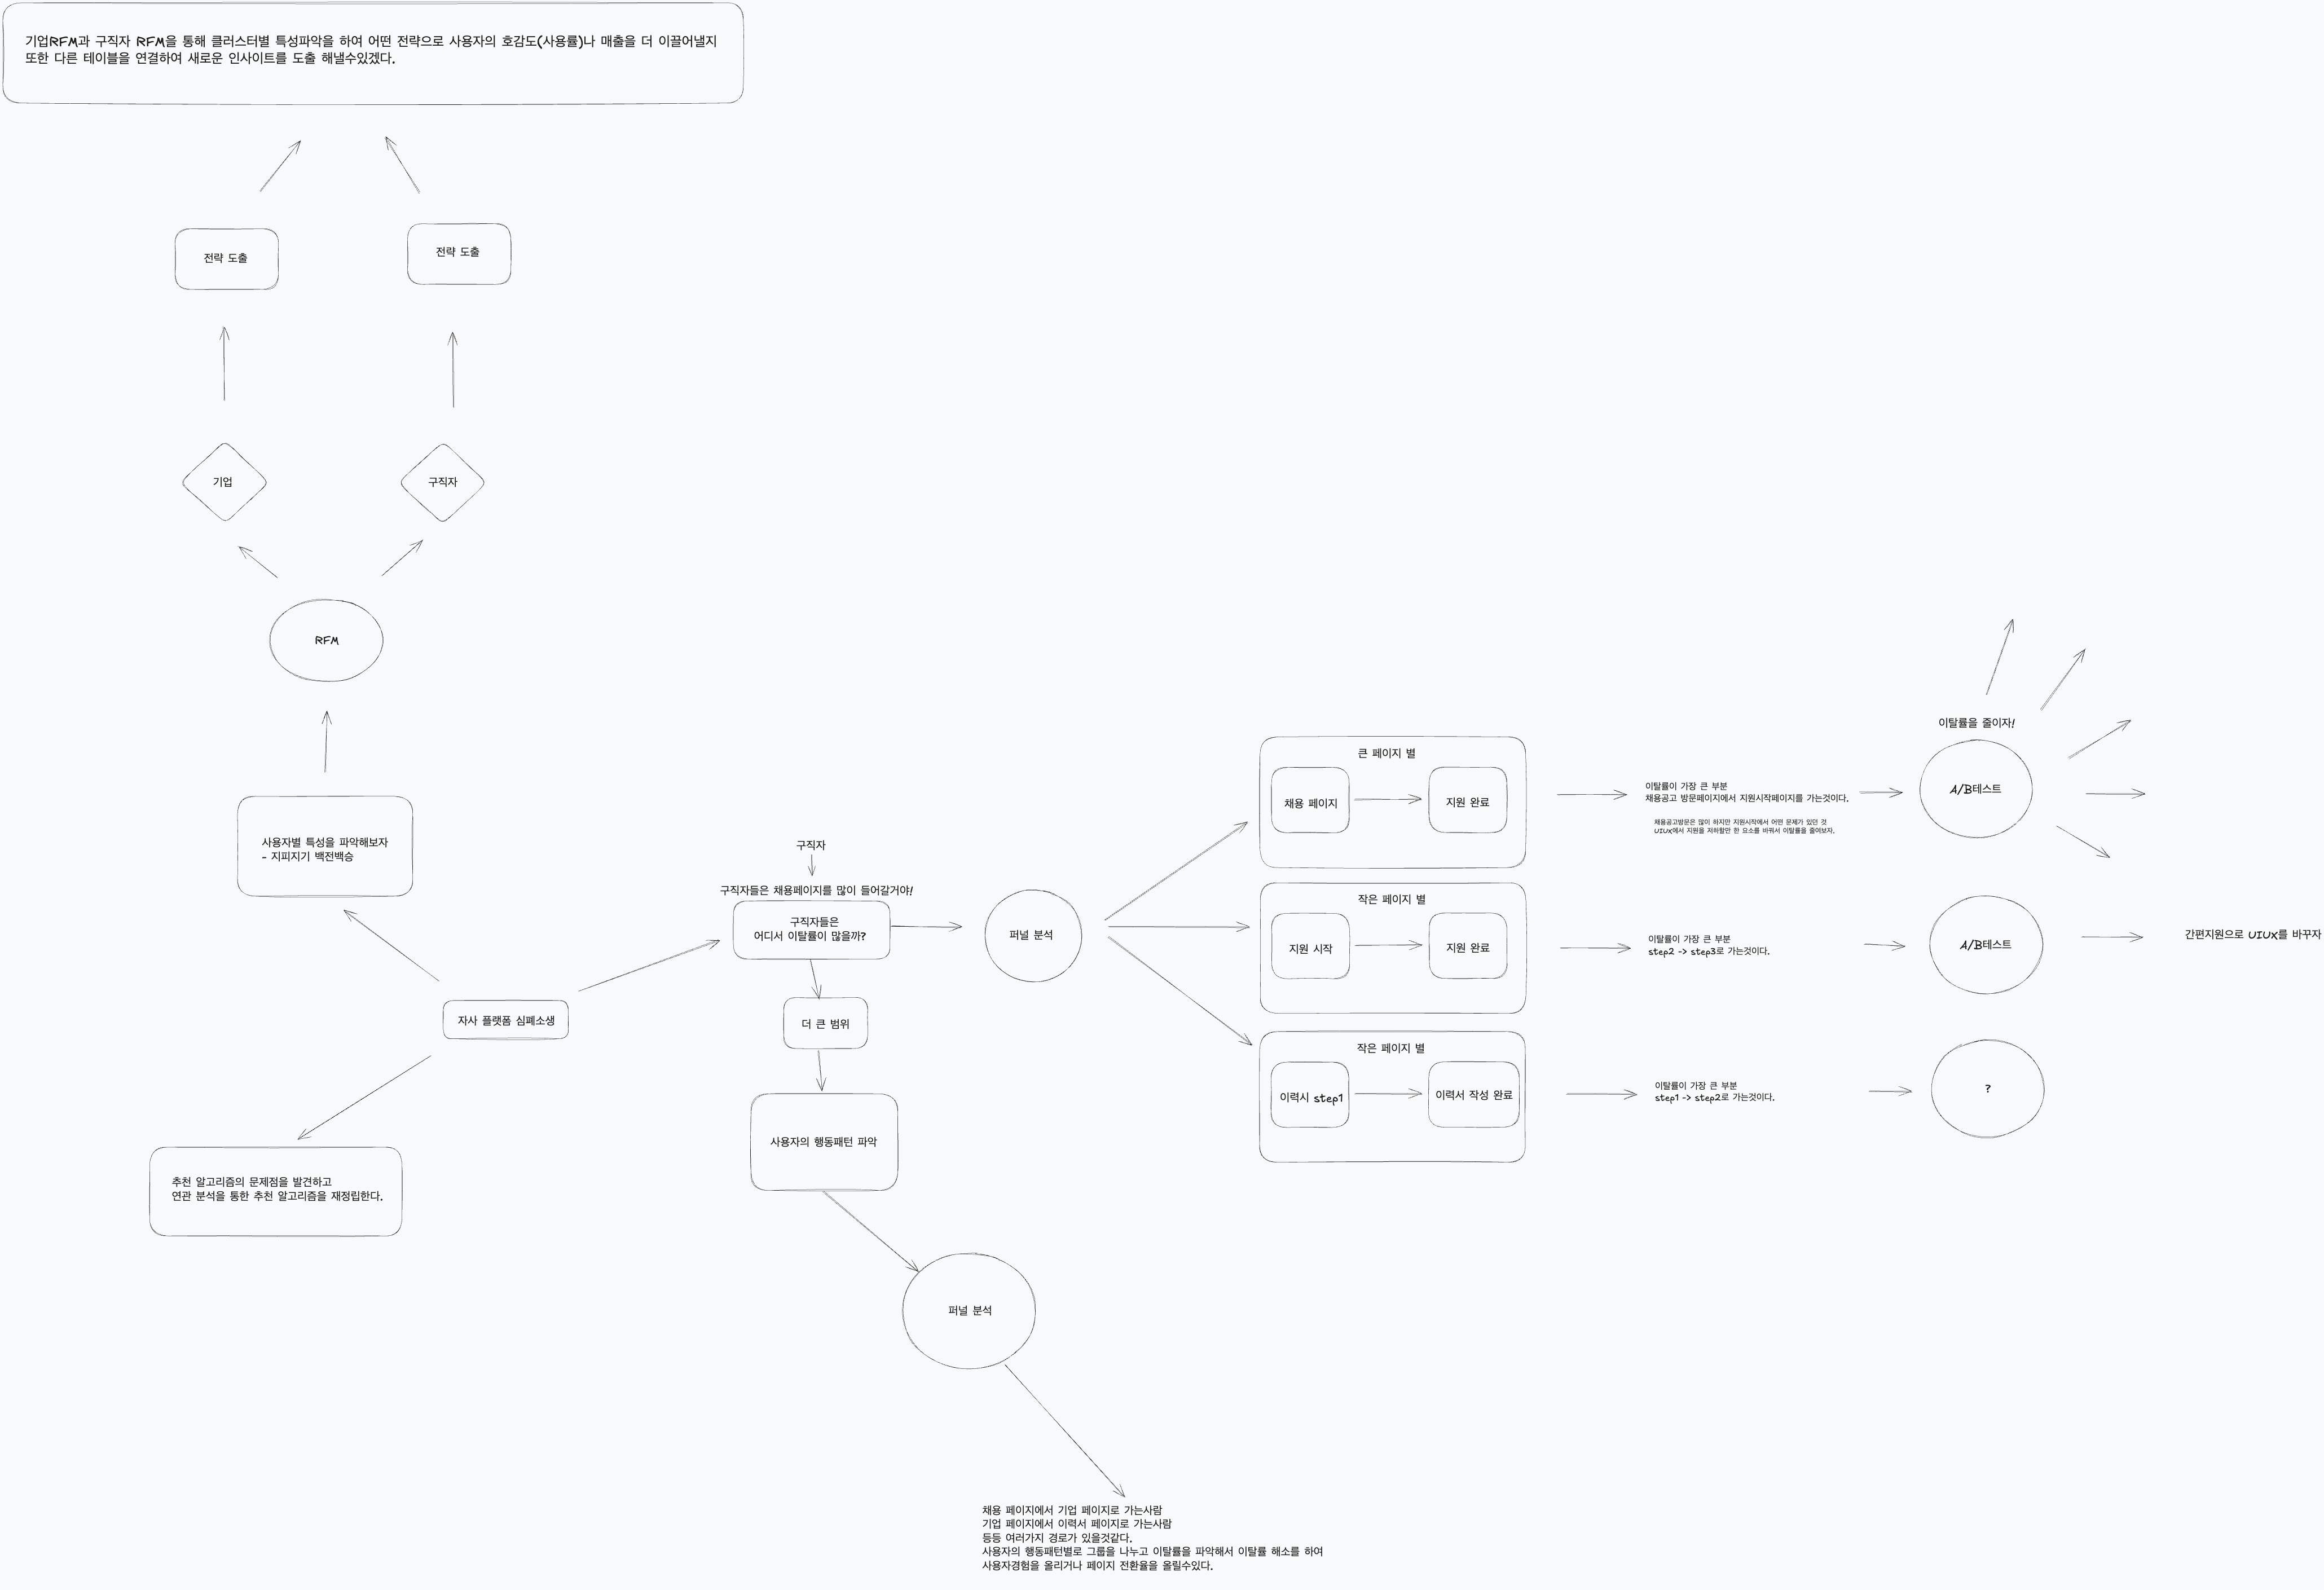 기업RFM과 구직자 RFM을 통해 클러스터별 특성파악을 하여 어떤 전략으로 사용자의 호감도(사용률)나 매출을 더 이끌어낼지
또한 다른 테이블을 연결하여 새로운 인사이트를 도출 해낼수있겠다.
전략 도출
전략 도출
기업
구직자
RFM
사용자별 특성을 파악해보자
- 지피지기 백전백승
자사 플랫폼 심폐소생
추천 알고리즘의 문제점을 발견하고
연관 분석을 통한 추천 알고리즘을 재정립한다.
구직자
구직자들은 채용페이지를 많이 들어갈거야!
구직자들은
어디서 이탈률이 많을까?
더 큰 범위
사용자의 행동패턴 파악
퍼널 분석
채용 페이지에서 기업 페이지로 가는사람
기업 페이지에서 이력서 페이지로 가는사람
등등 여러가지 경로가 있을것같다.
사용자의 행동패턴별로 그룹을 나누고 이탈률을 파악해서 이탈률 해소를 하여
사용자경험을 올리거나 페이지 전환율을 올릴수있다.
퍼널 분석
큰 페이지 별
채용 페이지
지원 완료
이탈률이 가장 큰 부분
채용공고 방문페이지에서 지원시작페이지를 가는것이다.
채용공고방문은 많이 하지만 지원시작에서 어떤 문제가 있던 것
UIUX에서 지원을 저하할만 한 요소를 바꿔서 이탈률을 줄여보자.
이탈률을 줄이자!
A/B테스트
작은 페이지 별
지원 시작
지원 완료
이탈률이 가장 큰 부분
step2 -> step3로 가는것이다.
A/B테스트
간편지원으로 UIUX를 바꾸자
작은 페이지 별
이력시 step1
이력서 작성 완료
이탈률이 가장 큰 부분
step1 -> step2로 가는것이다.
?